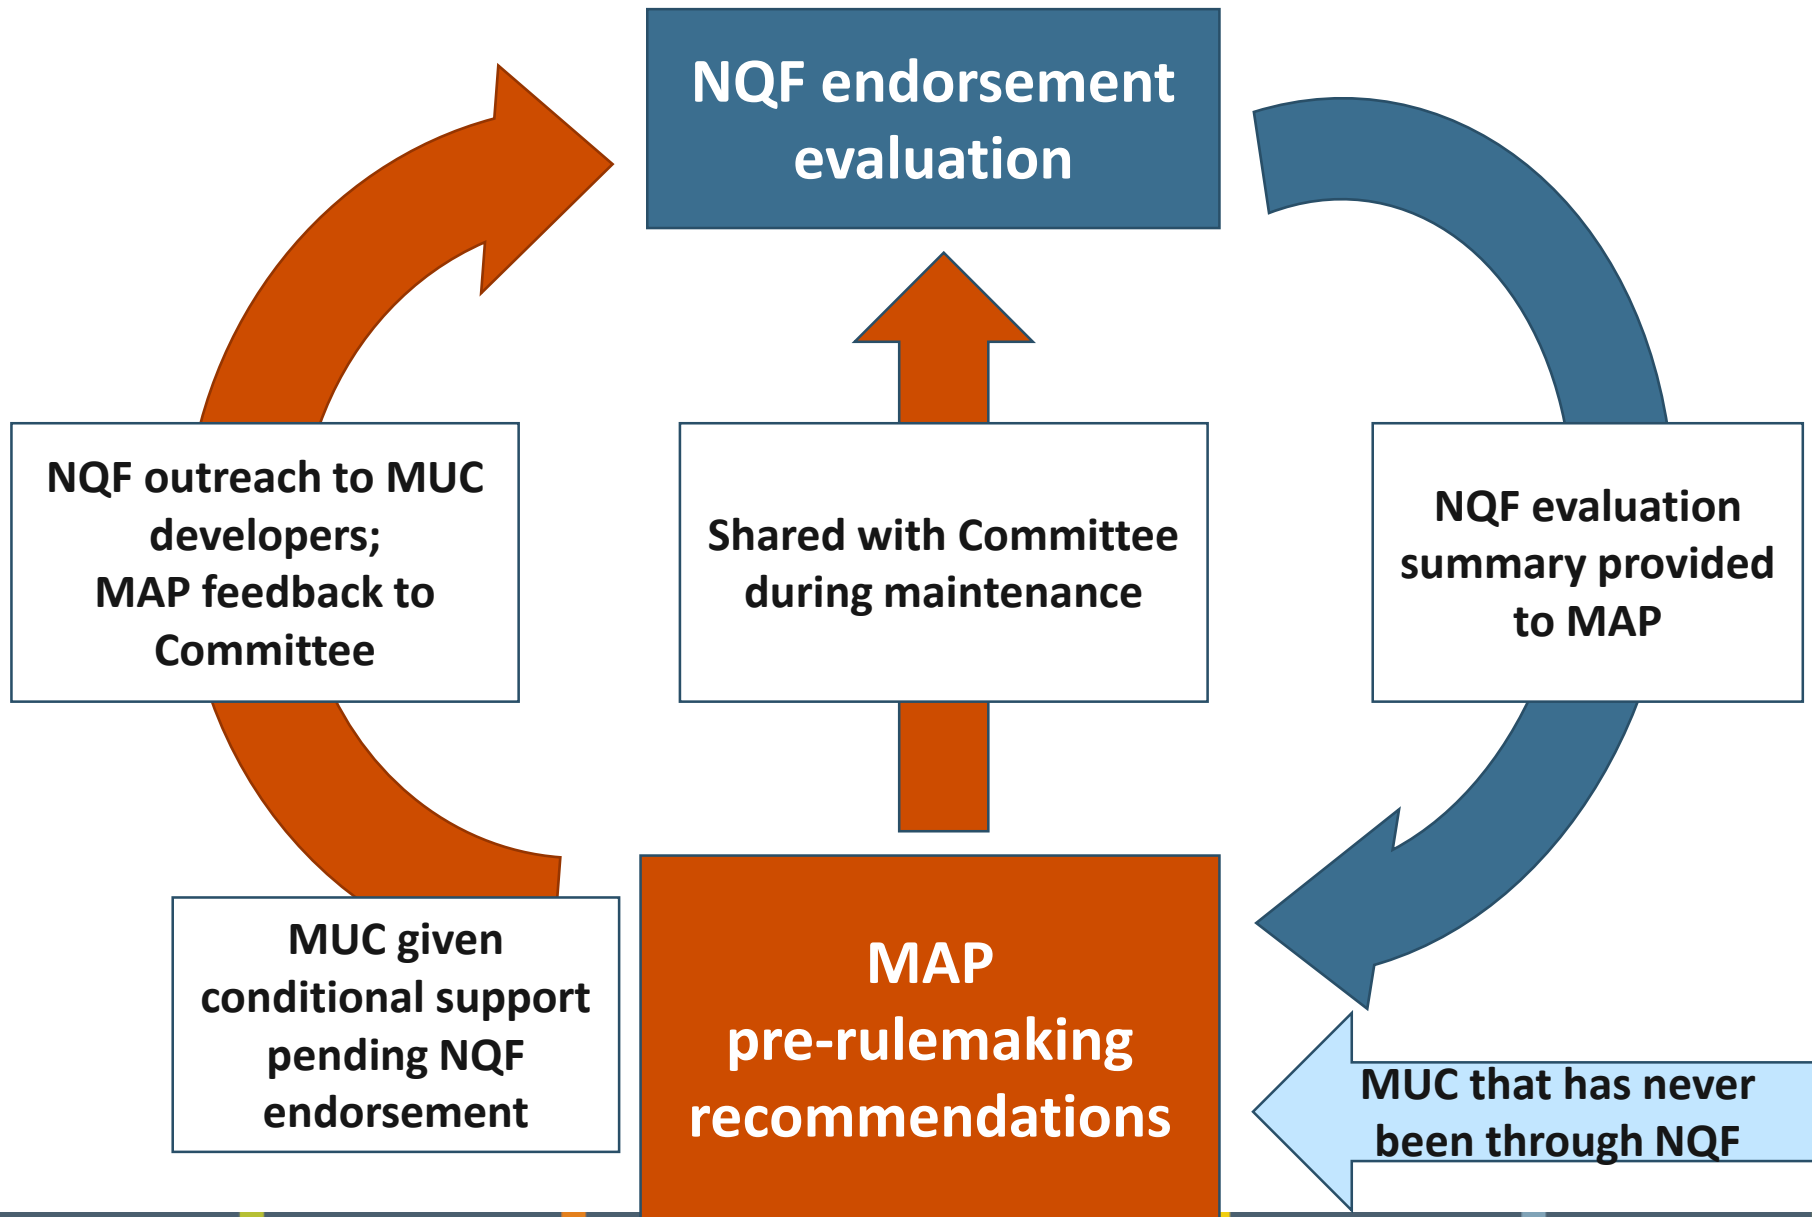 NQF endorsement
evaluation
NQF outreach to MUC
developers;
MAP feedback to
Committee
Shared with Committee
during maintenance
NQF evaluation
summary provided
to MAP
MUC given
conditional support
pending NQF
endorsement
MAP
pre-rulemaking
recommendations
MUC that has never
been through NQF